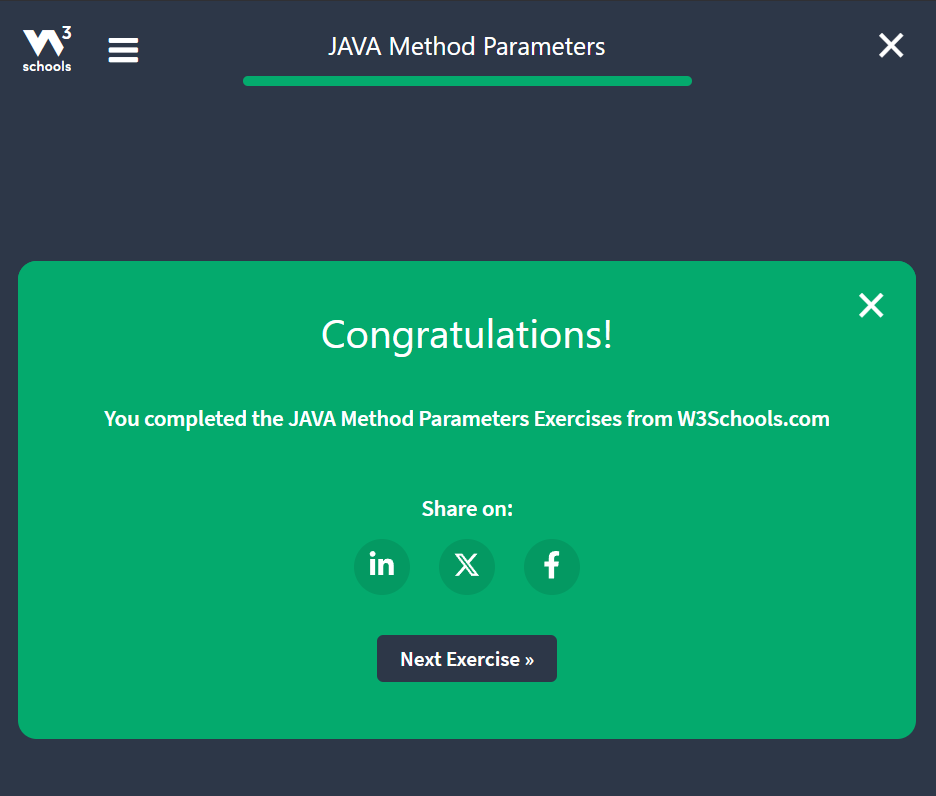 3
schools
JAVA Method Parameters
Congratulations!
You completed the JAVA Method Parameters Exercises from W3Schools.com
Share on:
in
X
f
Next Exercise »